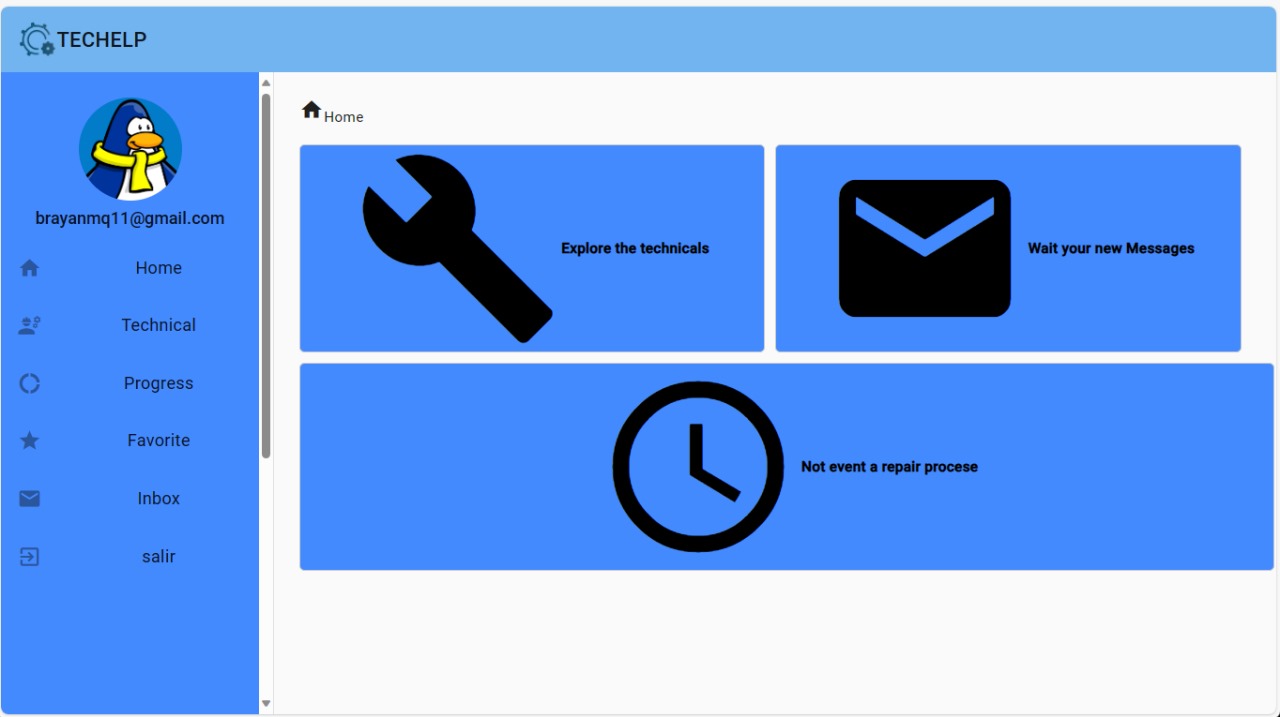 TECHELP
brayanmq11@gmail.com
Home
Technical
Progress
Favorite
Inbox
salir
Home
Explore the technicals
Wait your new Messages
Not event a repair procese